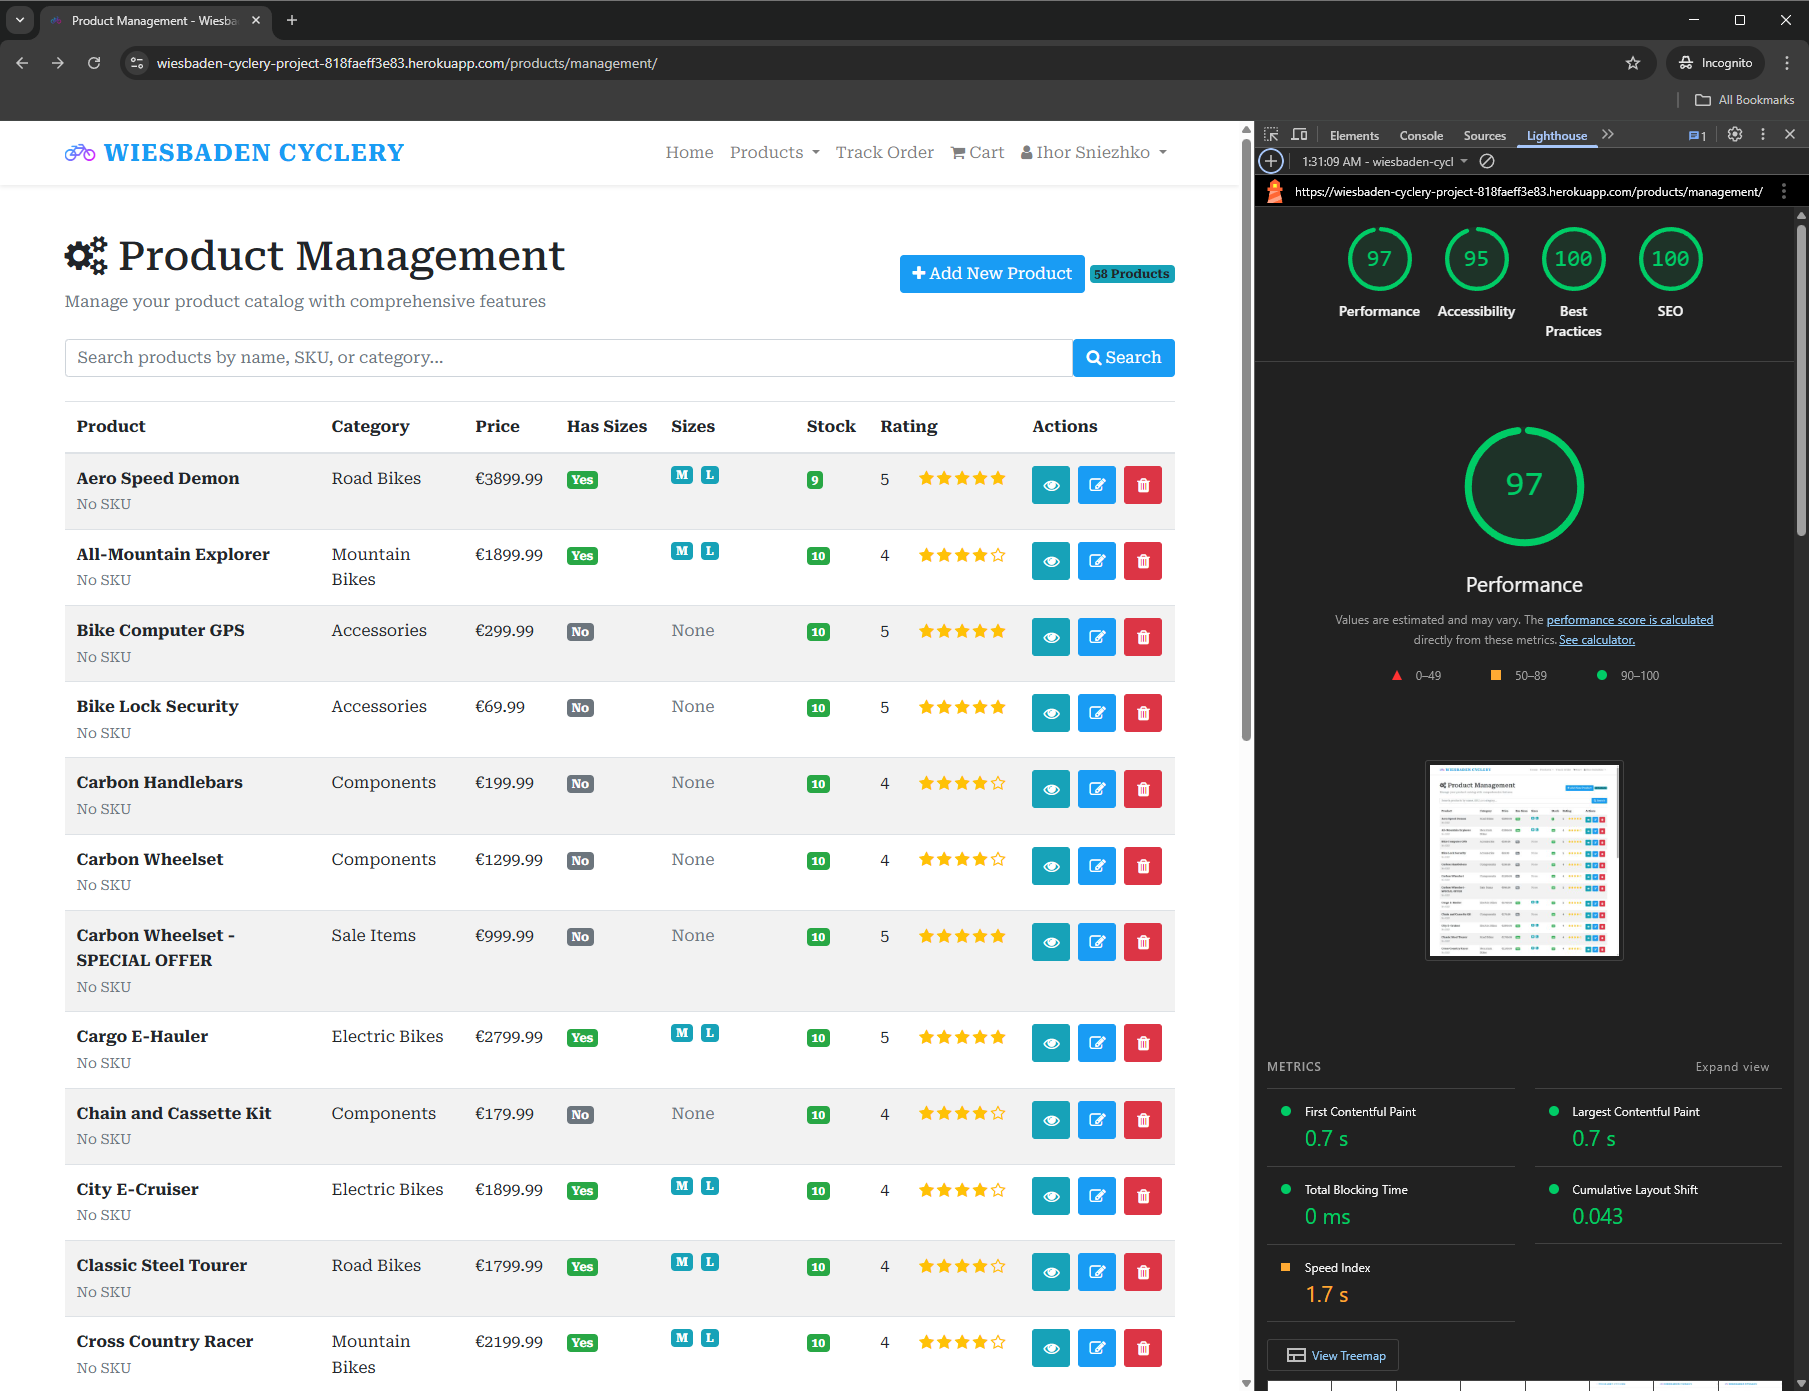 Product Management - Wiesba
wiesbaden-cyclery-project-818faeff3e83.herokuapp.com/products/management/
Incognito
All Bookmarks
WIESBADEN CYCLERY
Home Products Track Order Cart Ihor Sniezhko
Product Management
Manage your product catalog with comprehensive features
Add New Product
58 Products
Search products by name, SKU, or category...
Search
Product Category Price Has Sizes Sizes Stock Rating Actions
Aero Speed Demon Road Bikes €3899.99 Yes M L 9 5
No SKU
All-Mountain Explorer Mountain Bikes €1899.99 Yes M L 10 4
No SKU
Bike Computer GPS Accessories €299.99 No None 10 5
No SKU
Bike Lock Security Accessories €69.99 No None 10 5
No SKU
Carbon Handlebars Components €199.99 No None 10 4
No SKU
Carbon Wheelset Components €1299.99 No None 10 4
No SKU
Carbon Wheelset - Sale Items €999.99 No None 10 5
SPECIAL OFFER
No SKU
Cargo E-Hauler Electric Bikes €2799.99 Yes M L 10 5
No SKU
Chain and Cassette Kit Components €179.99 No None 10 4
No SKU
City E-Cruiser Electric Bikes €1899.99 Yes M L 10 4
No SKU
Classic Steel Tourer Road Bikes €1799.99 Yes M L 10 4
No SKU
Cross Country Racer Mountain Bikes €2199.99 Yes M L 10 4
No SKU
Elements Console Sources Lighthouse 1
1:31:09 AM - wiesbaden-cycl
https://wiesbaden-cyclery-project-818faeff3e83.herokuapp.com/products/management/
97 95 100 100
Performance Accessibility Best Practices SEO
97
Performance
Values are estimated and may vary. The performance score is calculated
directly from these metrics. See calculator.
0–49 50–89 90–100
METRICS Expand view
First Contentful Paint
0.7 s
Largest Contentful Paint
0.7 s
Total Blocking Time
0 ms
Cumulative Layout Shift
0.043
Speed Index
1.7 s
View Treemap